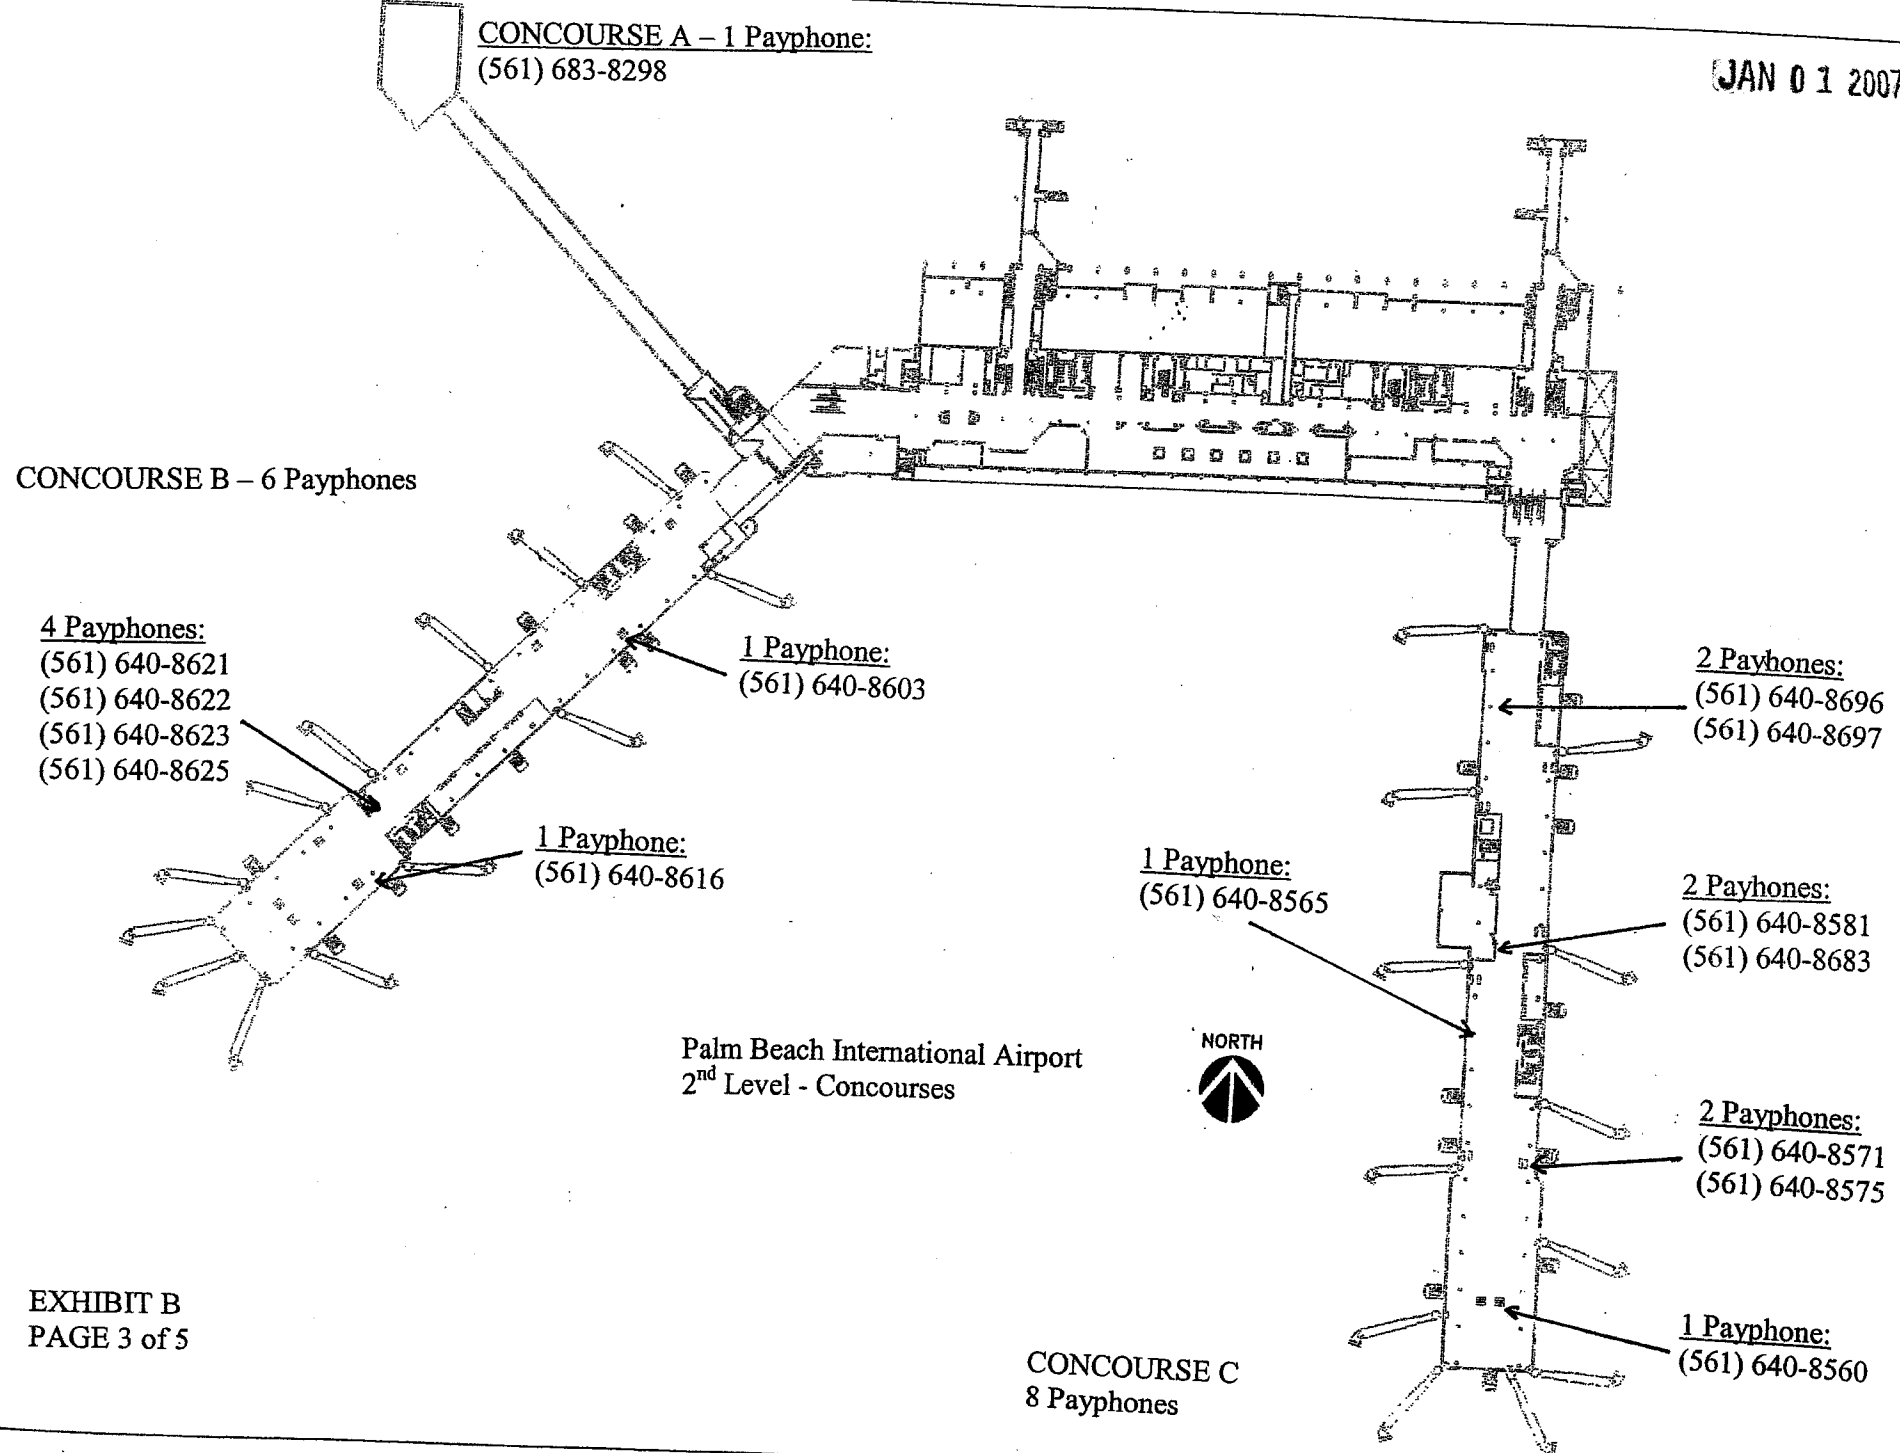 CONCOURSE A – 1 Payphone:
(561) 683-8298
JAN 01 2007
CONCOURSE B – 6 Payphones
4 Payphones:
(561) 640-8621
(561) 640-8622
(561) 640-8623
(561) 640-8625
1 Payphone:
(561) 640-8603
1 Payphone:
(561) 640-8616
2 Payhones:
(561) 640-8696
(561) 640-8697
1 Payphone:
(561) 640-8565
2 Payhones:
(561) 640-8581
(561) 640-8683
Palm Beach International Airport
2nd Level - Concourses
NORTH
2 Payphones:
(561) 640-8571
(561) 640-8575
1 Payphone:
(561) 640-8560
CONCOURSE C
8 Payphones
EXHIBIT B
PAGE 3 of 5